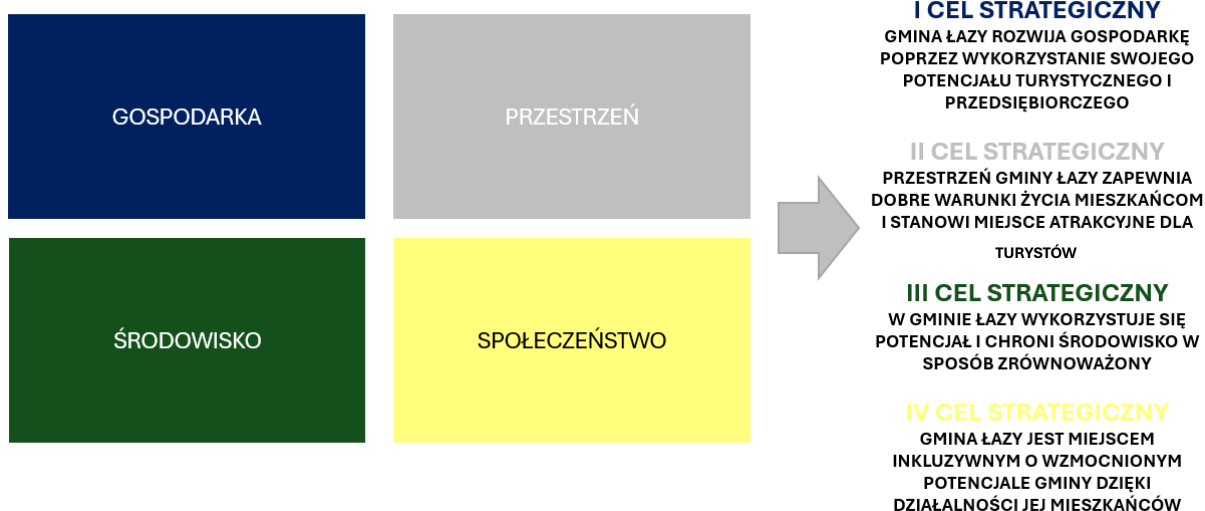 GOSPODARKA
PRZESTRZEŃ
ŚRODOWISKO
SPOŁECZEŃSTWO
I CEL STRATEGICZNY
GMINA ŁAZY ROZWIJA GOSPODARKĘ
POPRZEZ WYKORZYSTANIE SWOJEGO
POTENCJAŁU TURYSTYCZNEGO I
PRZEDSIĘBIORCZEGO
II CEL STRATEGICZNY
PRZESTRZEŃ GMINY ŁAZY ZAPEWNIA
DOBRE WARUNKI ŻYCIA MIESZKAŃCOM
I STANOWI MIEJSCE ATRAKCYJNE DLA
TURYSTÓW
III CEL STRATEGICZNY
W GMINIE ŁAZY WYKORZYSTUJE SIĘ
POTENCJAŁ I CHRONI ŚRODOWISKO W
SPOSÓB ZRÓWNOWAŻONY
IV CEL STRATEGICZNY
GMINA ŁAZY JEST MIEJSCEM
INKLUZYWNYM O WZMOCNIONYM
POTENCJALE GMINY DZIĘKI
DZIAŁALNOŚCI JEJ MIESZKAŃCÓW